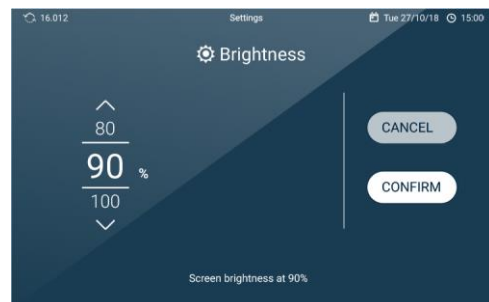 16.012 Settings Tue 27/10/18 15:00
Brightness
80
90 %
100
CANCEL
CONFIRM
Screen brightness at 90%